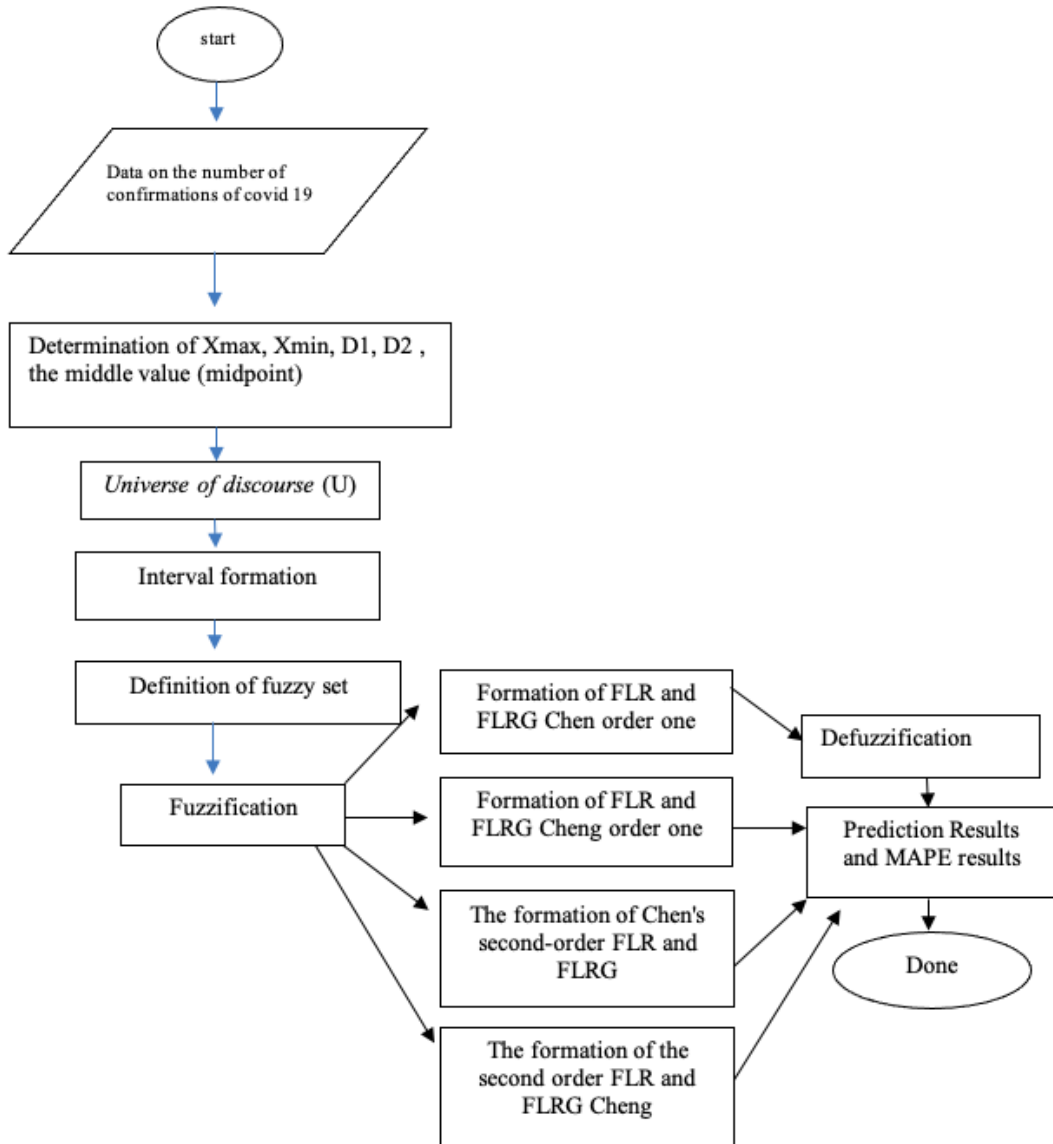 start
Data on the number of
confirmations of covid 19
Determination of Xmax, Xmin, D1, D2 ,
the middle value (midpoint)
Universe of discourse (U)
Interval formation
Definition of fuzzy set
Fuzzification
Formation of FLR and
FLRG Chen order one
Formation of FLR and
FLRG Cheng order one
The formation of Chen's
second-order FLR and
FLRG
The formation of the
second order FLR and
FLRG Cheng
Defuzzification
Prediction Results
and MAPE results
Done